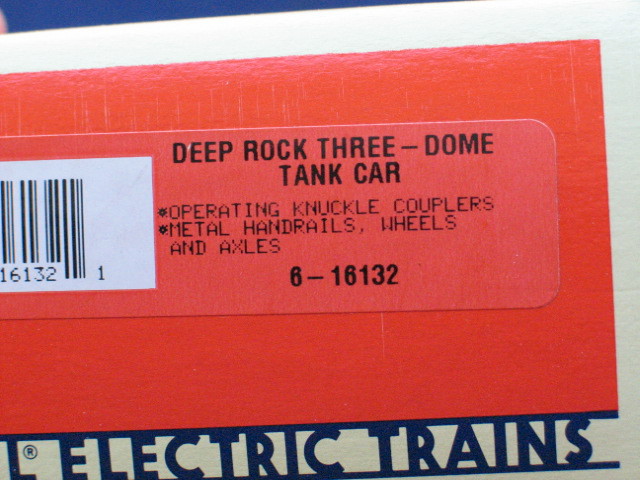 DEEP ROCK THREE-DOME
TANK CAR
*OPERATING KNUCKLE COUPLERS
*METAL HANDRAILS, WHEELS
AND AXLES
6-16132
16132 1
L® ELECTRIC TRAINS